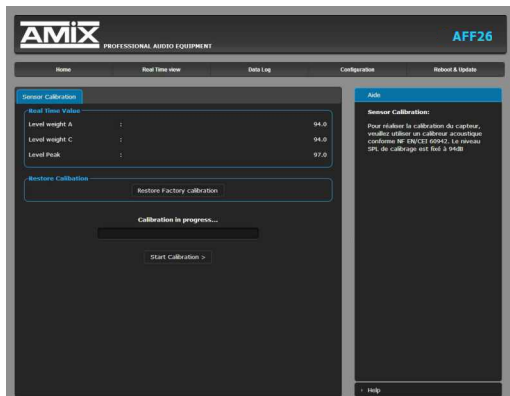 AMiX
PROFESSIONAL AUDIO EQUIPMENT
AFF26
Home
Real Time view
Data Log
Configuration
Reboot & Update
Sensor Calibration
Real Time Value
Level weight A : 94.0
Level weight C : 94.0
Level Peak : 97.0
Restore Calibation
Restore Factory calibration
Calibration in progress...
Start Calibration >
Aide
Sensor Calibration:
Pour réaliser la calibration du capteur,
veuillez utiliser un calibreur acoustique
conforme NF EN/CEI 60942. Le niveau
SPL de calibrage est fixé à 94dB
Help